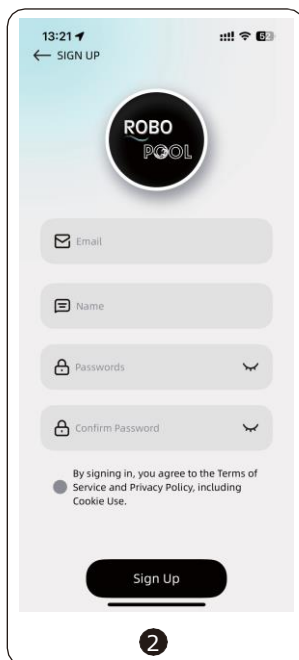 13:21
52
SIGN UP
ROBO
POOL
Email
Name
Passwords
Confirm Password
By signing in, you agree to the Terms of
Service and Privacy Policy, including
Cookie Use.
Sign Up
2